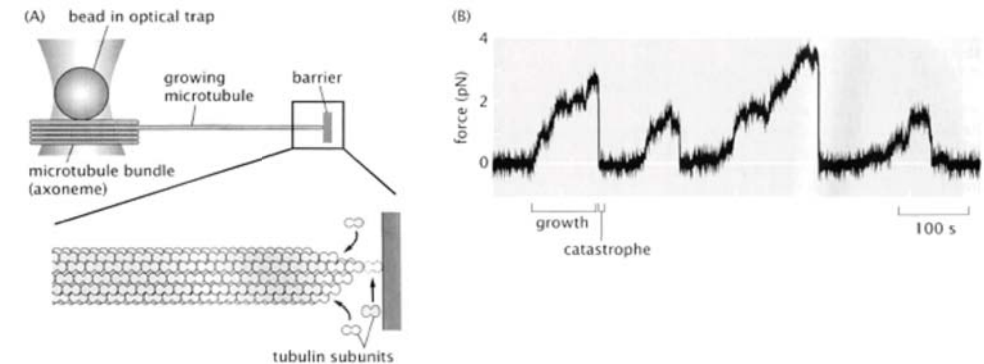 (A)
bead in optical trap
growing
microtubule
barrier
microtubule bundle
(axoneme)
tubulin subunits
(B)
4
2
0
force (pN)
growth
catastrophe
100 s